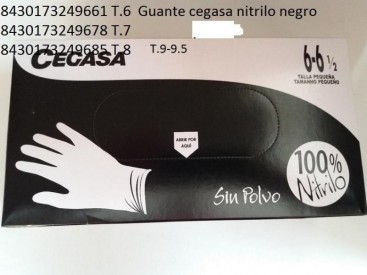 8430173249661 T.6 Guante cegasa nitrilo negro
8430173249678 T.7
8430173249685 T.8 T.9-9.5
CEGASA
6-6 1/2
TALLA PEQUEÑA
TAMANHO PEQUENO
ABRIR POR
AQUÍ
100%
Nitrilo
Sin Polvo